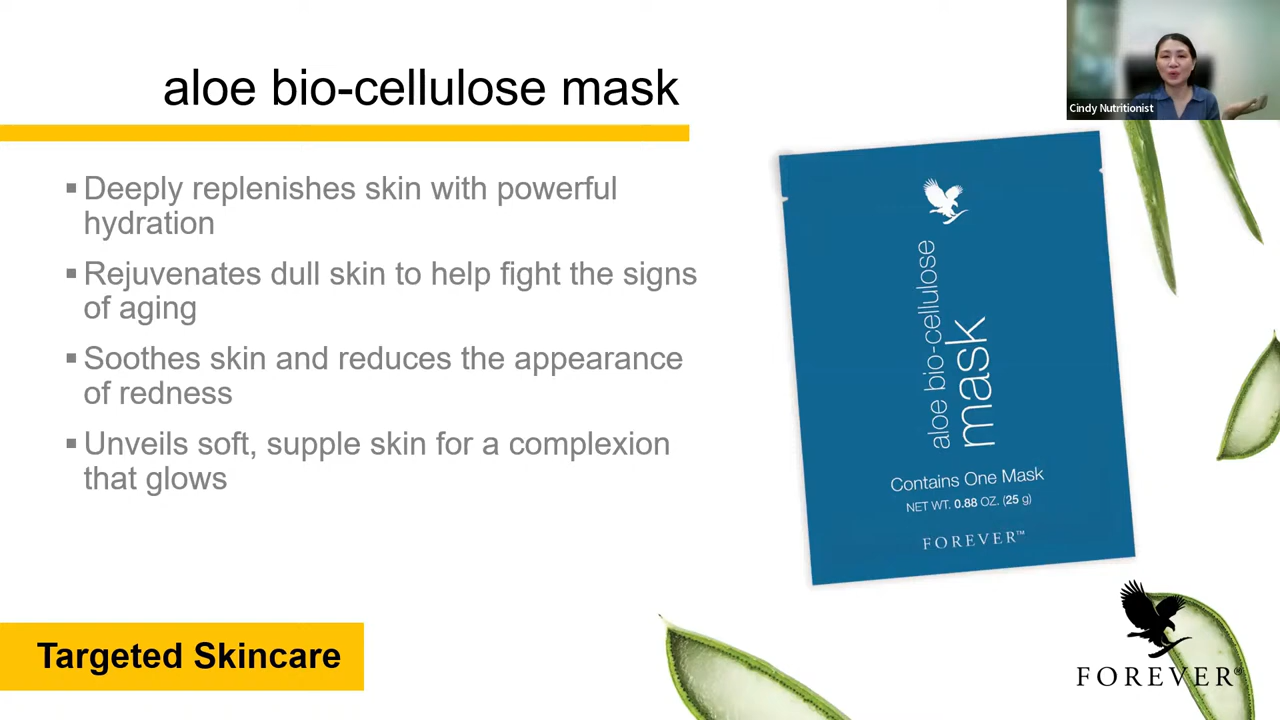 aloe bio-cellulose mask
Cindy Nutritionist
▪ Deeply replenishes skin with powerful
hydration
▪ Rejuvenates dull skin to help fight the signs
of aging
▪ Soothes skin and reduces the appearance
of redness
▪ Unveils soft, supple skin for a complexion
that glows
aloe bio-cellulose
mask
Contains One Mask
NET WT. 0.88 OZ. (25 g)
FOREVER™
Targeted Skincare
FOREVER®